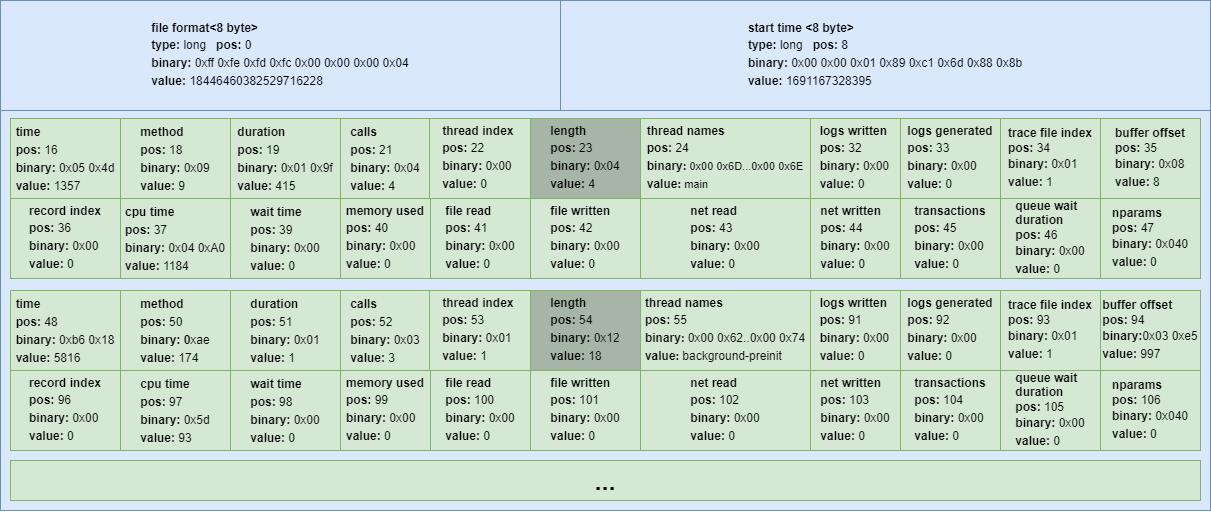 file format<8 byte>
type: long pos: 0
binary: 0xff 0xfe 0xfd 0xfc 0x00 0x00 0x00 0x04
value: 18446460382529716228
start time <8 byte>
type: long pos: 8
binary: 0x00 0x00 0x01 0x89 0xc1 0x6d 0x88 0x8b
value: 1691167328395
time
pos: 16
binary: 0x05 0x4d
value: 1357
method
pos: 18
binary: 0x09
value: 9
duration
pos: 19
binary: 0x01 0x9f
value: 415
calls
pos: 21
binary: 0x04
value: 4
thread index
pos: 22
binary: 0x00
value: 0
length
pos: 23
binary: 0x04
value: 4
thread names
pos: 24
binary: 0x00 0x6D...0x00 0x6E
value: main
logs written
pos: 32
binary: 0x00
value: 0
logs generated
pos: 33
binary: 0x00
value: 0
trace file index
pos: 34
binary: 0x01
value: 1
buffer offset
pos: 35
binary: 0x08
value: 8
record index
pos: 36
binary: 0x00
value: 0
cpu time
pos: 37
binary: 0x04 0xA0
value: 1184
wait time
pos: 39
binary: 0x00
value: 0
memory used
pos: 40
binary: 0x00
value: 0
file read
pos: 41
binary: 0x00
value: 0
file written
pos: 42
binary: 0x00
value: 0
net read
pos: 43
binary: 0x00
value: 0
net written
pos: 44
binary: 0x00
value: 0
transactions
pos: 45
binary: 0x00
value: 0
queue wait
duration
pos: 46
binary: 0x00
value: 0
nparams
pos: 47
binary: 0x040
value: 0
time
pos: 48
binary: 0xb6 0x18
value: 5816
method
pos: 50
binary: 0xae
value: 174
duration
pos: 51
binary: 0x01
value: 1
calls
pos: 52
binary: 0x03
value: 3
thread index
pos: 53
binary: 0x01
value: 1
length
pos: 54
binary: 0x12
value: 18
thread names
pos: 55
binary: 0x00 0x62..0x00 0x74
value: background-preinit
logs written
pos: 91
binary: 0x00
value: 0
logs generated
pos: 92
binary: 0x00
value: 0
trace file index
pos: 93
binary: 0x01
value: 1
buffer offset
pos: 94
binary:0x03 0xe5
value: 997
record index
pos: 96
binary: 0x00
value: 0
cpu time
pos: 97
binary: 0x5d
value: 93
wait time
pos: 98
binary: 0x00
value: 0
memory used
pos: 99
binary: 0x00
value: 0
file read
pos: 100
binary: 0x00
value: 0
file written
pos: 101
binary: 0x00
value: 0
net read
pos: 102
binary: 0x00
value: 0
net written
pos: 103
binary: 0x00
value: 0
transactions
pos: 104
binary: 0x00
value: 0
queue wait
duration
pos: 105
binary: 0x00
value: 0
nparams
pos: 106
binary: 0x040
value: 0
...